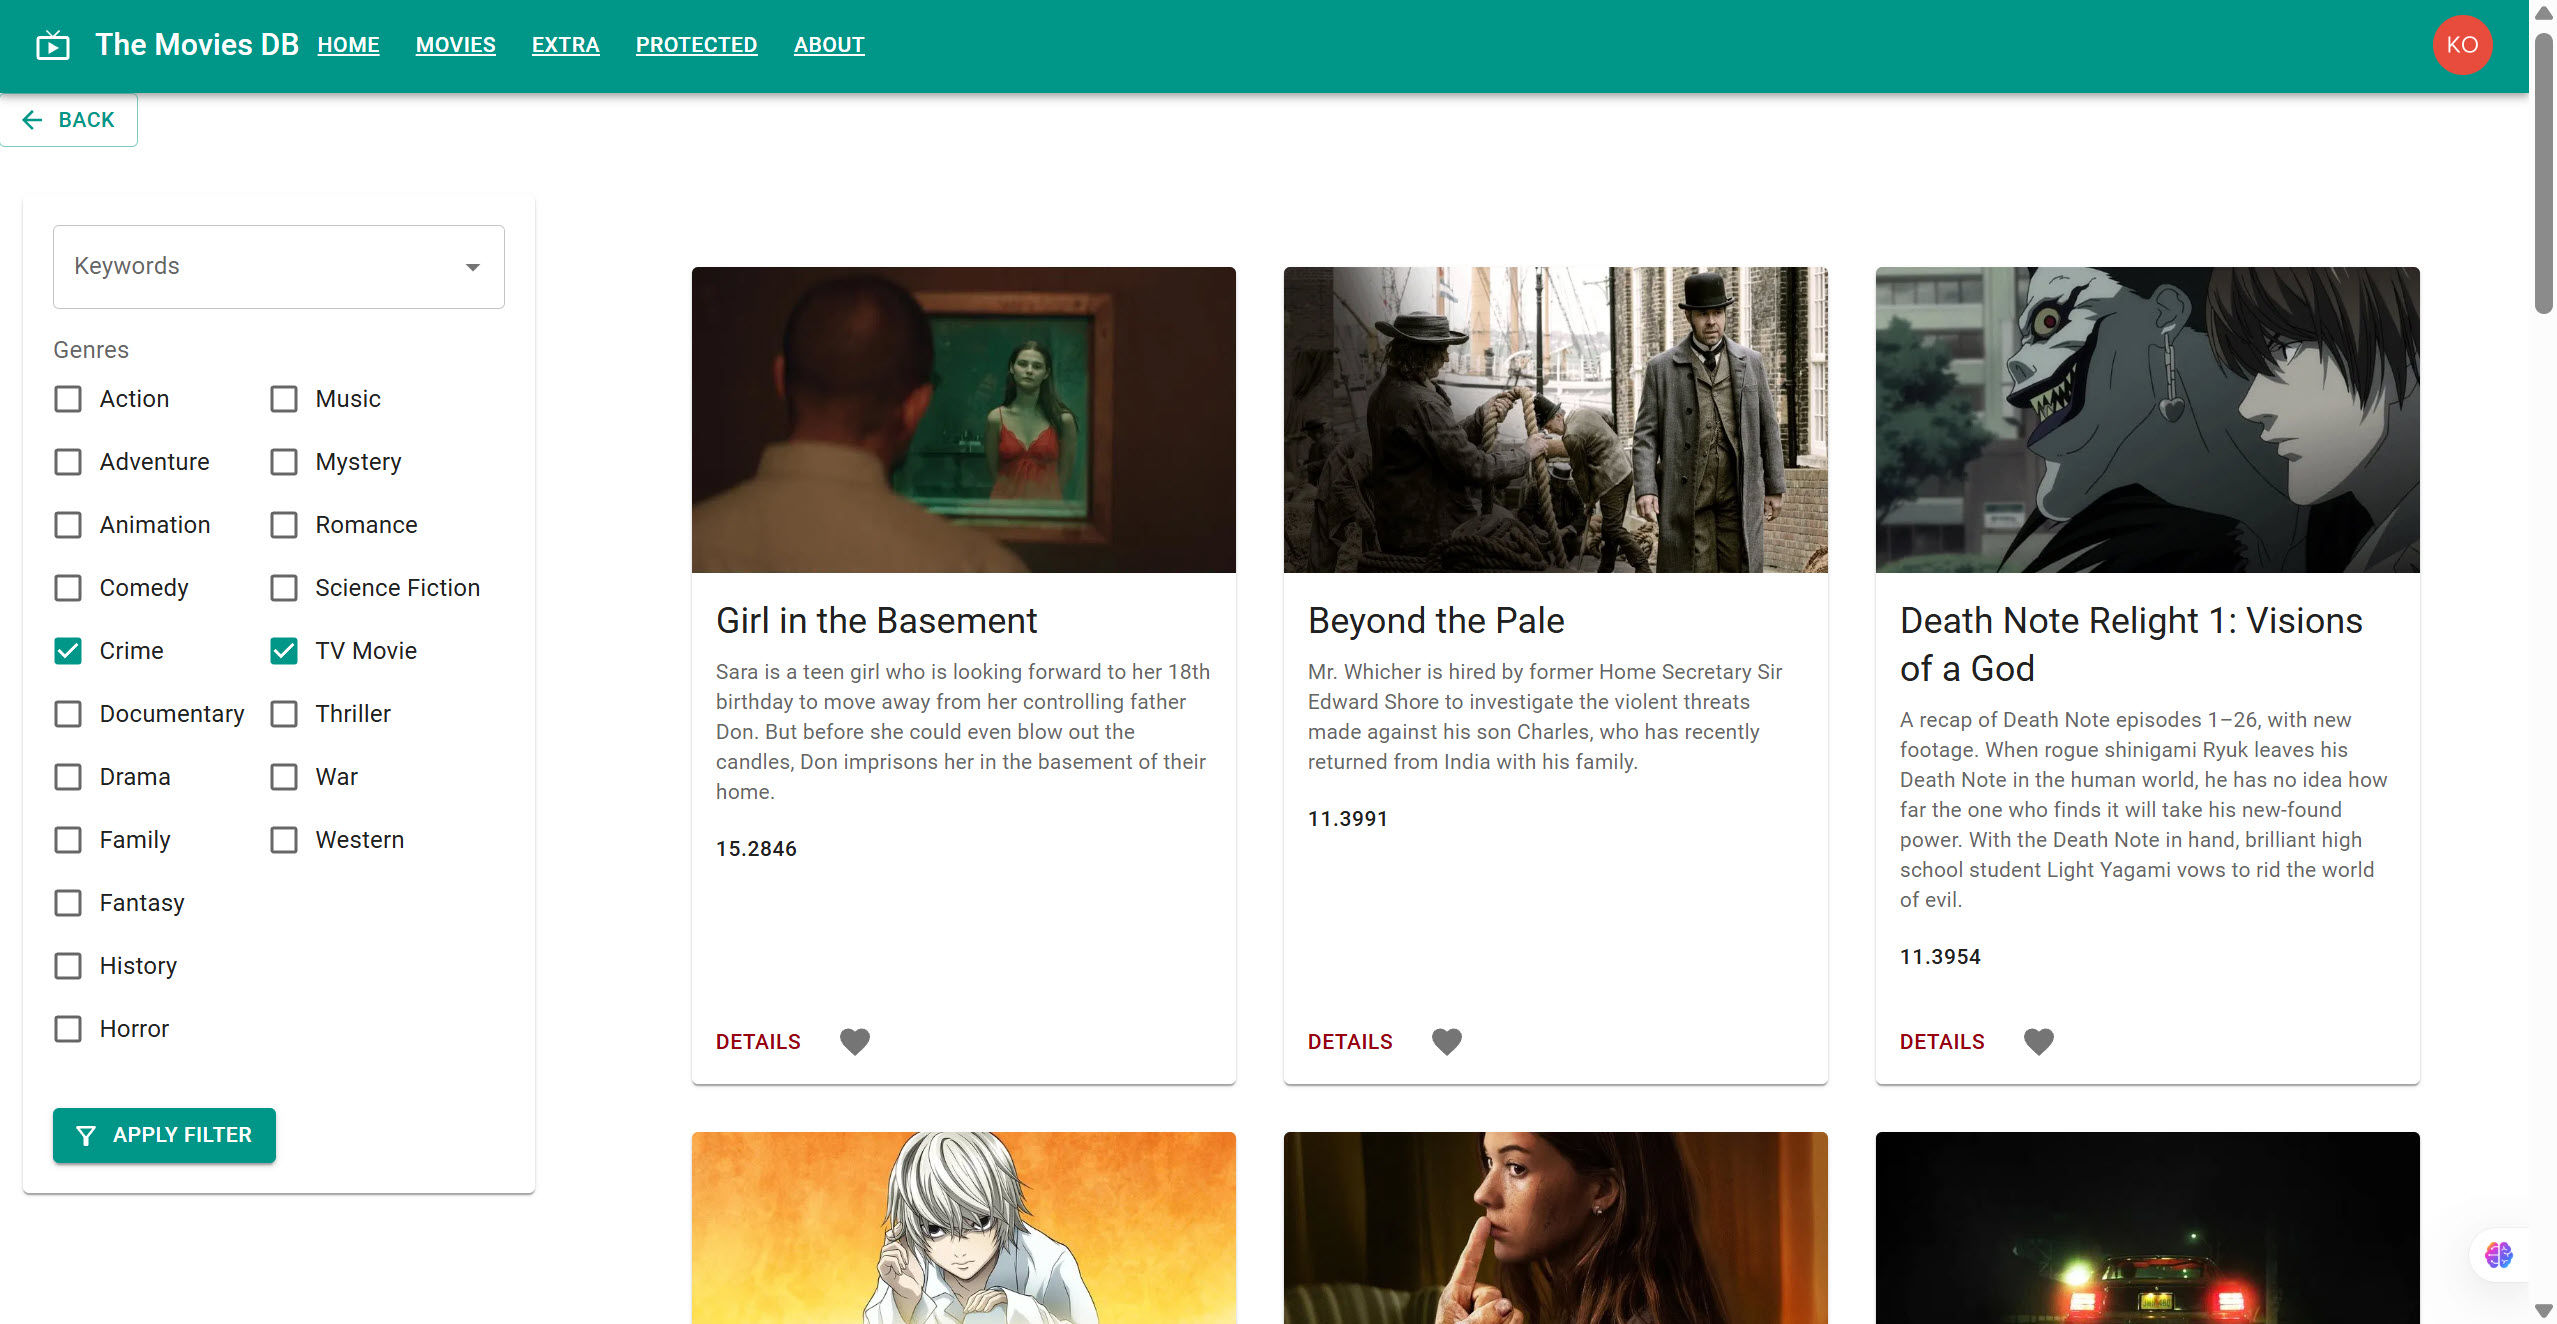 The Movies DB HOME MOVIES EXTRA PROTECTED ABOUT
KO
BACK
Keywords
Genres
Action
Adventure
Animation
Comedy
Crime
Documentary
Drama
Family
Fantasy
History
Horror
Music
Mystery
Romance
Science Fiction
TV Movie
Thriller
War
Western
APPLY FILTER
Girl in the Basement
Sara is a teen girl who is looking forward to her 18th
birthday to move away from her controlling father
Don. But before she could even blow out the
candles, Don imprisons her in the basement of their
home.
15.2846
DETAILS
Beyond the Pale
Mr. Whicher is hired by former Home Secretary Sir
Edward Shore to investigate the violent threats
made against his son Charles, who has recently
returned from India with his family.
11.3991
DETAILS
Death Note Relight 1: Visions
of a God
A recap of Death Note episodes 1–26, with new
footage. When rogue shinigami Ryuk leaves his
Death Note in the human world, he has no idea how
far the one who finds it will take his new-found
power. With the Death Note in hand, brilliant high
school student Light Yagami vows to rid the world
of evil.
11.3954
DETAILS